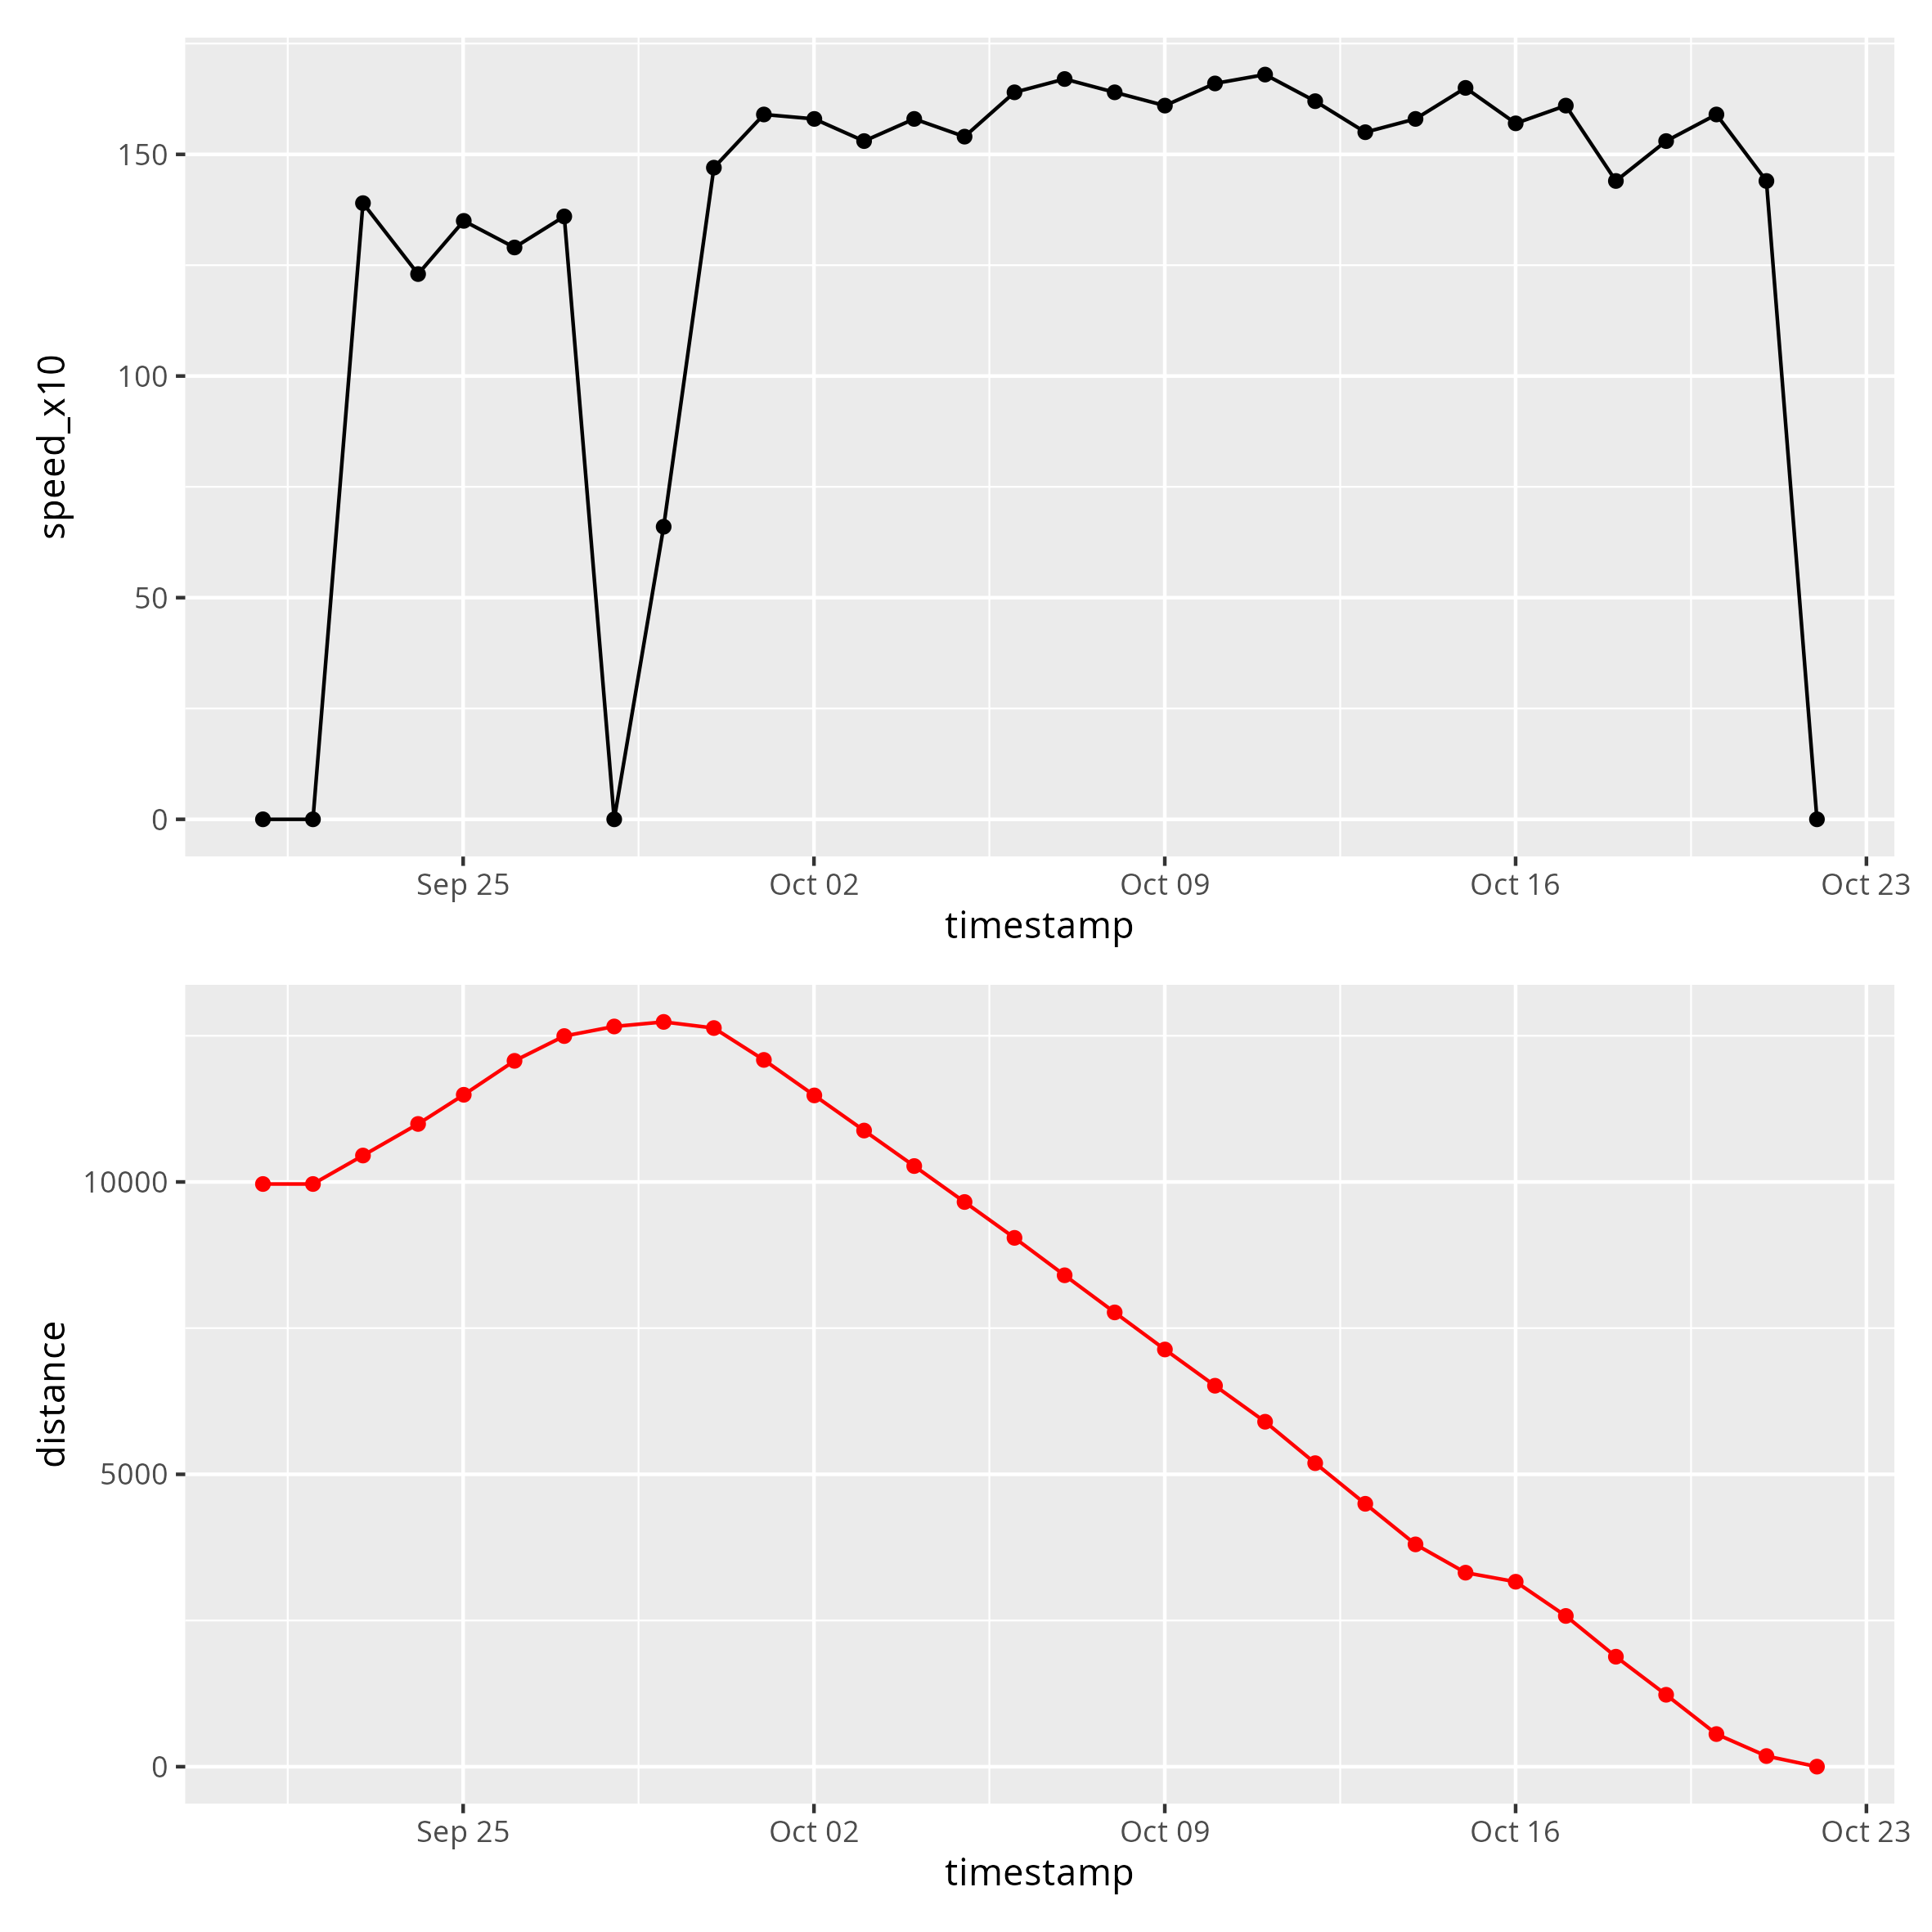 150
100
50
0
speed_x10
Sep 25 Oct 02 Oct 09 Oct 16 Oct 23
timestamp
10000
5000
0
distance
Sep 25 Oct 02 Oct 09 Oct 16 Oct 23
timestamp